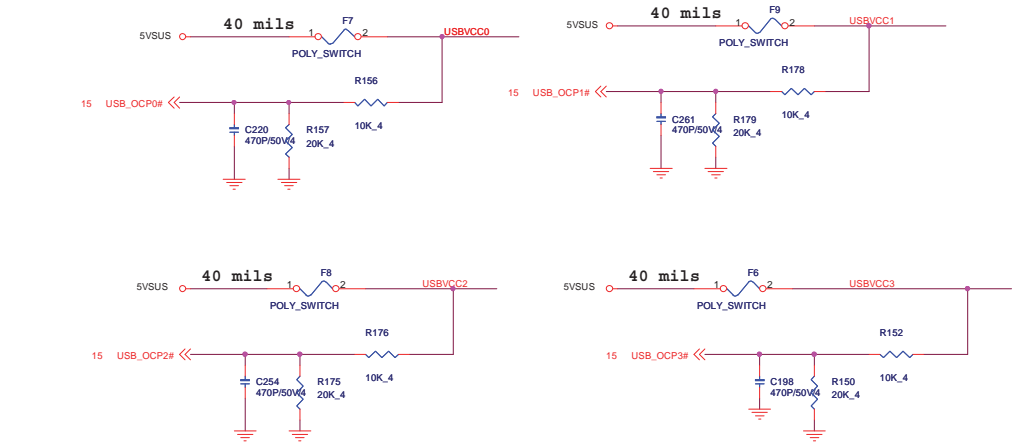 40 mils
F7
5VSUS
1
2
USBVCC0
POLY_SWITCH
R156
15 USB_OCP0#
10K_4
C220
470P/50V/4
R157
20K_4
40 mils
F9
5VSUS
1
2
USBVCC1
POLY_SWITCH
R178
15 USB_OCP1#
10K_4
C261
470P/50V/4
R179
20K_4
40 mils
F8
5VSUS
1
2
USBVCC2
POLY_SWITCH
R176
15 USB_OCP2#
10K_4
C254
470P/50V/4
R175
20K_4
40 mils
F6
5VSUS
1
2
USBVCC3
POLY_SWITCH
R152
15 USB_OCP3#
10K_4
C198
470P/50V/4
R150
20K_4